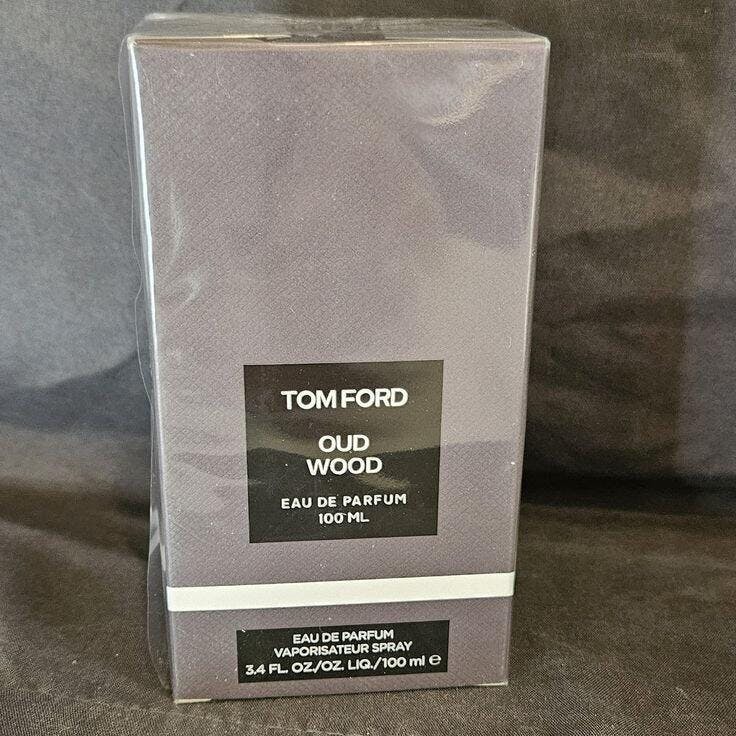 TOM FORD
OUD
WOOD
EAU DE PARFUM
100 ML
EAU DE PARFUM
VAPORISATEUR SPRAY
3.4 FL. OZ./OZ. LIQ./100 ml ℮